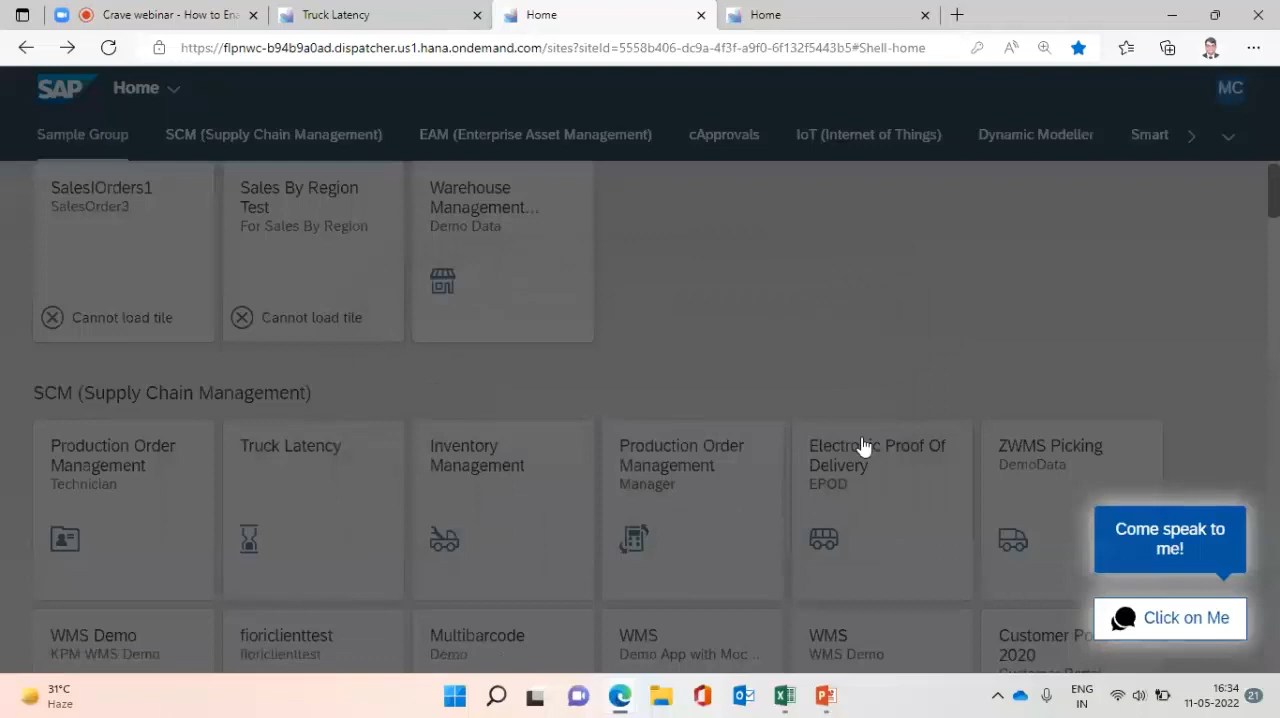 Crave webinar - How to Ena
Truck Latency
Home
Home
https://flpnwc-b94b9a0ad.dispatcher.us1.hana.ondemand.com/sites?siteId=5558b406-dc9a-4f3f-a9f0-6f132f5443b5#Shell-home
SAP Home MC
Sample Group SCM (Supply Chain Management) EAM (Enterprise Asset Management) cApprovals IoT (Internet of Things) Dynamic Modeller Smart
SalesIOrders1
SalesOrder3
Cannot load tile
Sales By Region
Test
For Sales By Region
Cannot load tile
Warehouse
Management...
Demo Data
SCM (Supply Chain Management)
Production Order
Management
Technician
Truck Latency
Inventory
Management
Production Order
Management
Manager
Electronic Proof Of
Delivery
EPOD
ZWMS Picking
DemoData
Come speak to
me!
Click on Me
WMS Demo
KPM WMS Demo
fioriclienttest
fioriclienttest
Multibarcode
Demo
WMS
Demo App with Moc ...
WMS
WMS Demo
Customer Po
2020
31°C
Haze
ENG
IN
16:34
11-05-2022
21